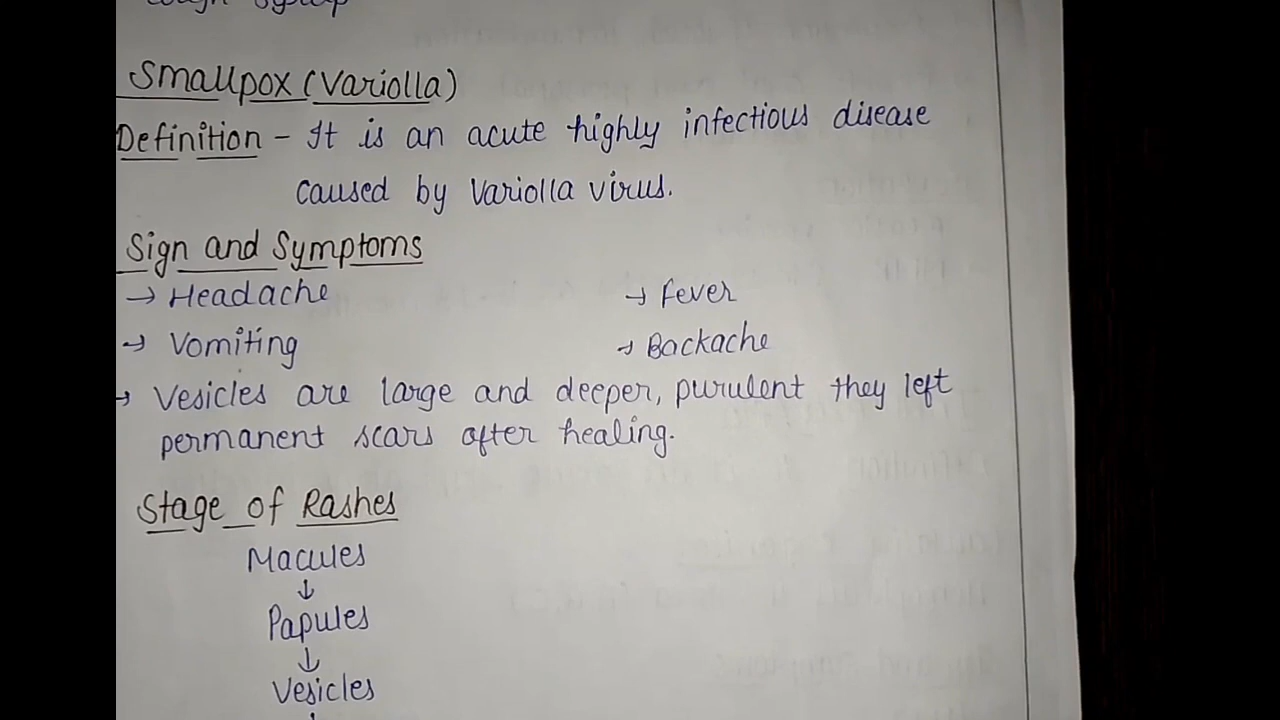 Cough Syrup
Smallpox (Variolla)
Definition - It is an acute highly infectious disease
caused by Variolla virus.
Sign and Symptoms
→ Headache → Fever
→ Vomiting → Backache
→ Vesicles are large and deeper, purulent they left
permanent scars after healing.
Stage of Rashes
Macules
↓
Papules
↓
Vesicles